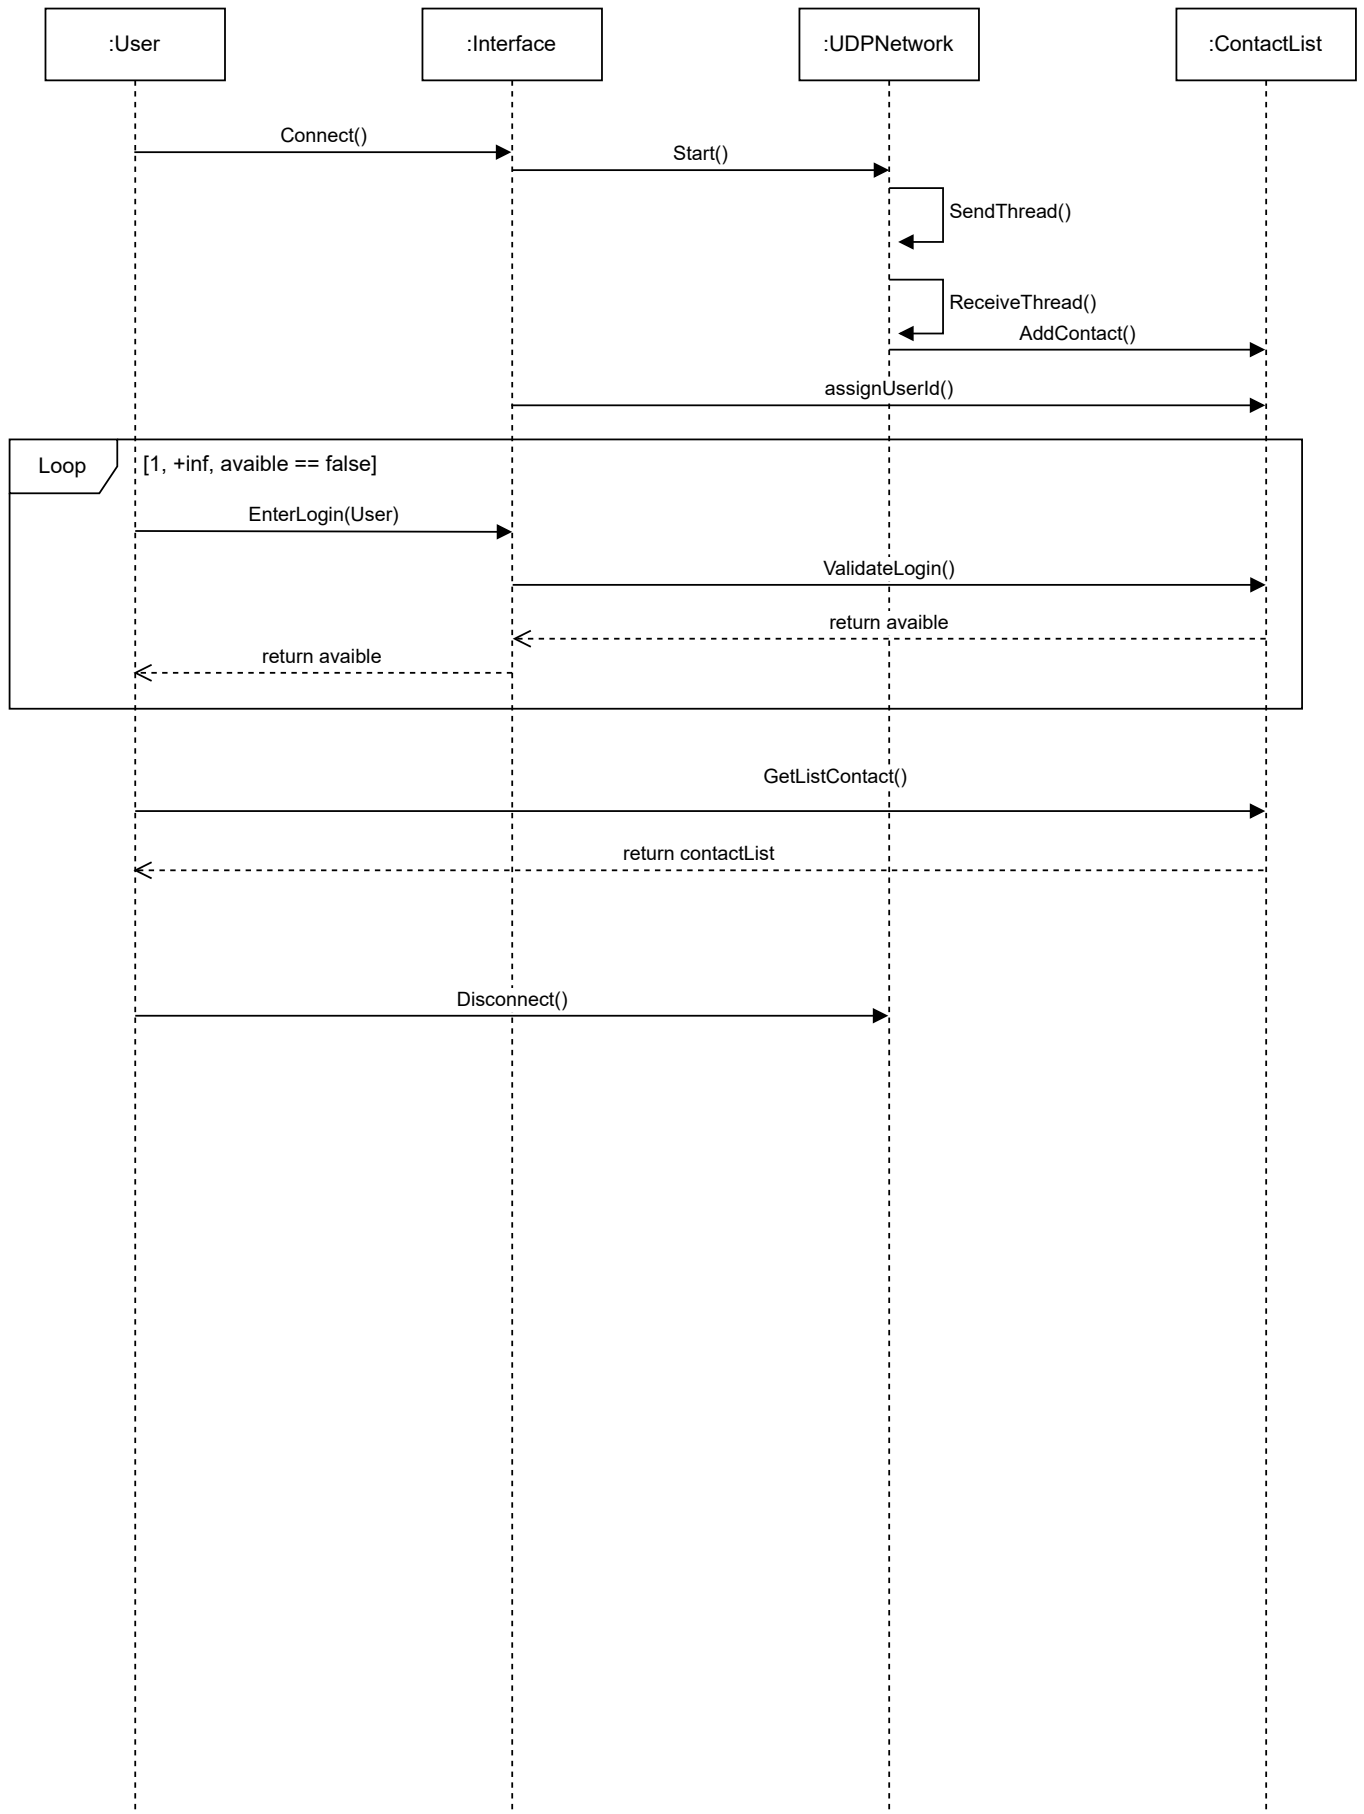 :User
:Interface
:UDPNetwork
:ContactList
Connect()
Start()
SendThread()
ReceiveThread()
AddContact()
assignUserId()
Loop
[1, +inf, avaible == false]
EnterLogin(User)
ValidateLogin()
return avaible
return avaible
GetListContact()
return contactList
Disconnect()